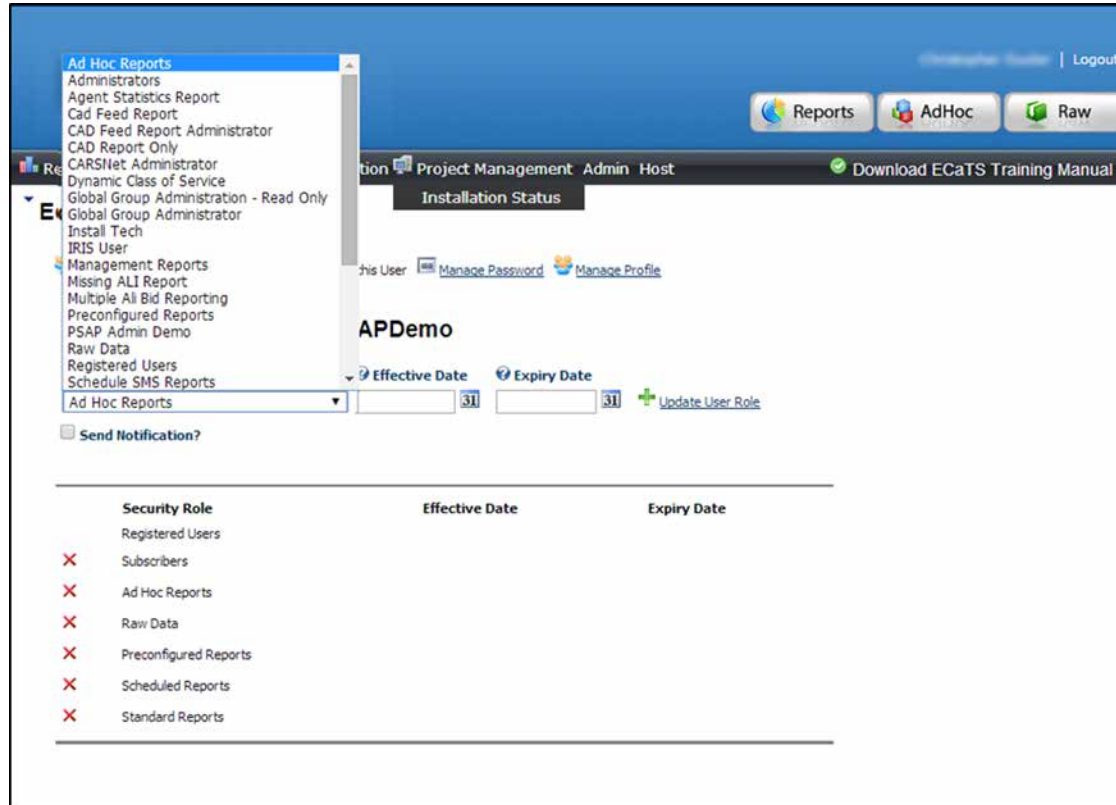 Ad Hoc Reports
Administrators
Agent Statistics Report
Cad Feed Report
CAD Feed Report Administrator
CAD Report Only
CARSNet Administrator
Dynamic Class of Service
Global Group Administration - Read Only
Global Group Administrator
Install Tech
IRIS User
Management Reports
Missing ALI Report
Multiple Ali Bid Reporting
Preconfigured Reports
PSAP Admin Demo
Raw Data
Registered Users
Schedule SMS Reports
Ad Hoc Reports
| Logout
Reports AdHoc Raw
Re tion Project Management Admin Host Download ECaTS Training Manual
Installation Status
his User Manage Password Manage Profile
APDemo
Effective Date Expiry Date
31 31 Update User Role
Send Notification?
Security Role Effective Date Expiry Date
Registered Users
Subscribers
Ad Hoc Reports
Raw Data
Preconfigured Reports
Scheduled Reports
Standard Reports